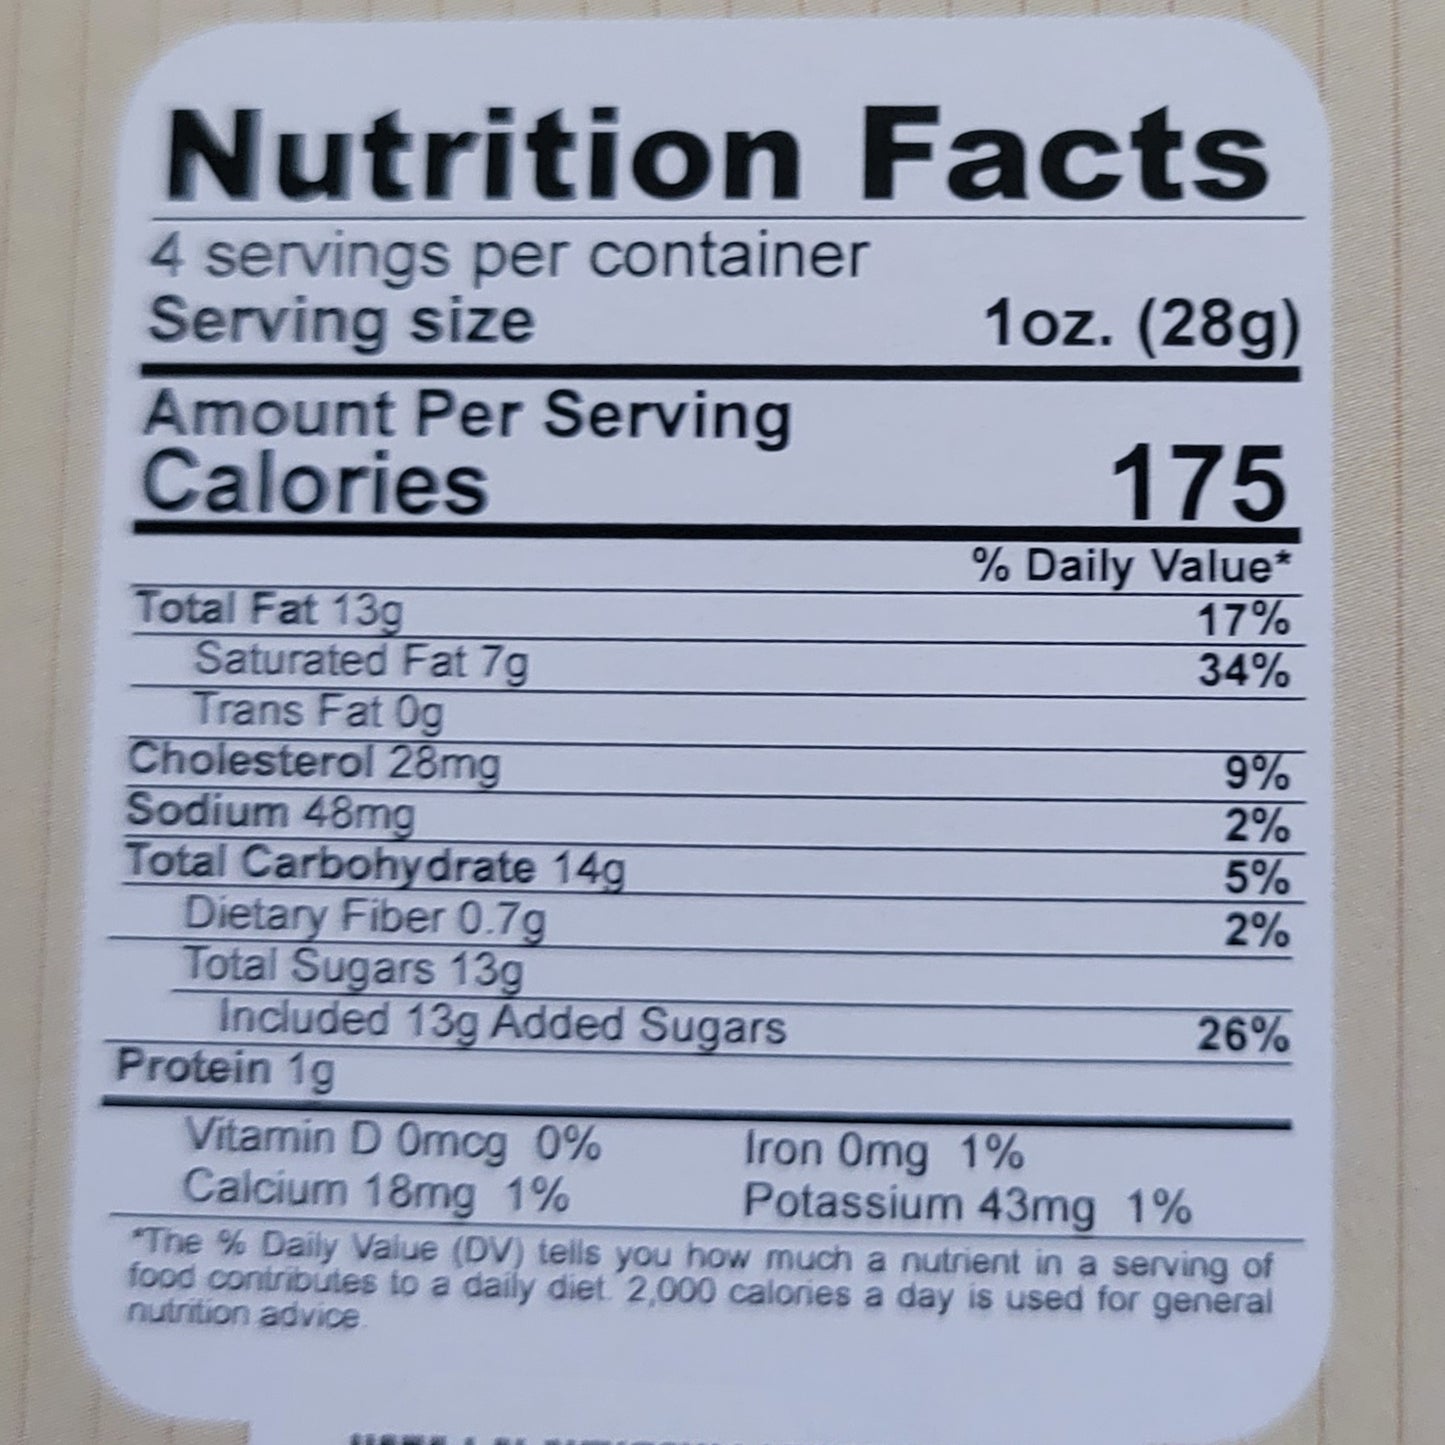 Nutrition Facts
4 servings per container
Serving size 1oz. (28g)
Amount Per Serving
Calories 175
% Daily Value*
Total Fat 13g 17%
Saturated Fat 7g 34%
Trans Fat 0g
Cholesterol 28mg 9%
Sodium 48mg 2%
Total Carbohydrate 14g 5%
Dietary Fiber 0.7g 2%
Total Sugars 13g
Included 13g Added Sugars 26%
Protein 1g
Vitamin D 0mcg 0% Iron 0mg 1%
Calcium 18mg 1% Potassium 43mg 1%
*The % Daily Value (DV) tells you how much a nutrient in a serving of
food contributes to a daily diet. 2,000 calories a day is used for general
nutrition advice.